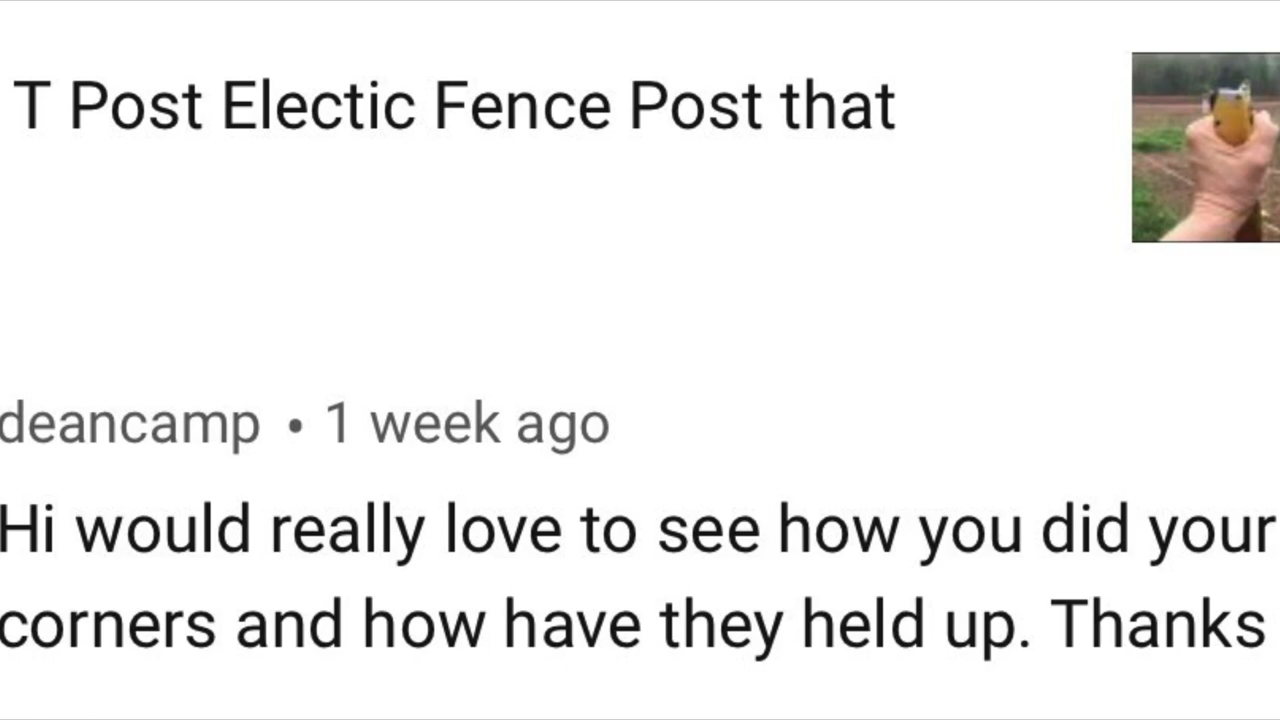 T Post Electic Fence Post that
deancamp • 1 week ago
Hi would really love to see how you did your
corners and how have they held up. Thanks